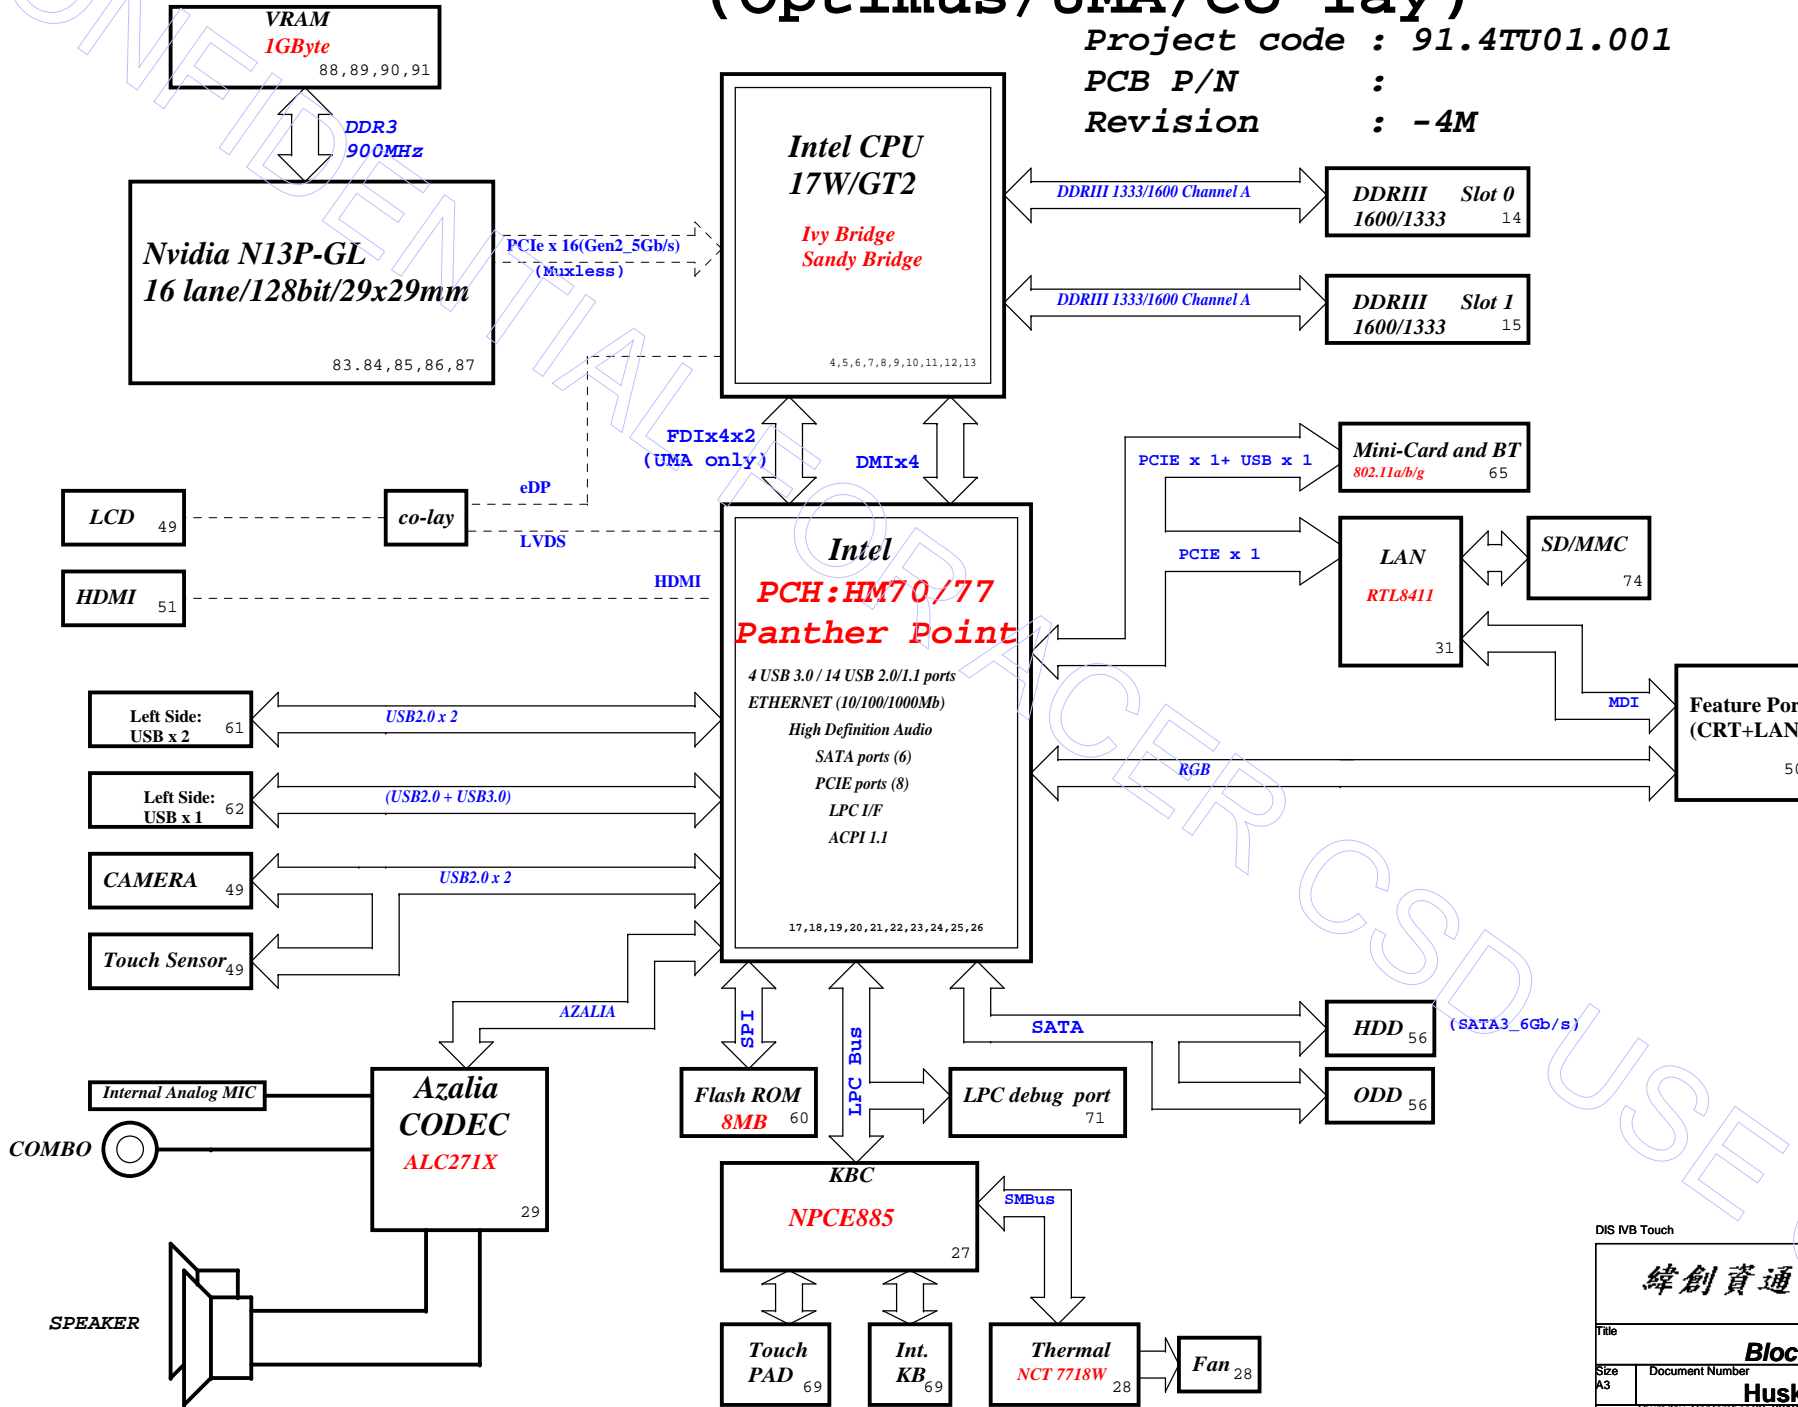 (Optimus/UMA/CO lay)
Project code : 91.4TU01.001
PCB P/N :
Revision : -4M
VRAM
1GByte
88,89,90,91
DDR3
900MHz
Nvidia N13P-GL
16 lane/128bit/29x29mm
83.84,85,86,87
PCIe x 16(Gen2_5Gb/s)
(Muxless)
Intel CPU
17W/GT2
Ivy Bridge
Sandy Bridge
4,5,6,7,8,9,10,11,12,13
DDRIII 1333/1600 Channel A
DDRIII Slot 0
1600/1333 14
DDRIII 1333/1600 Channel A
DDRIII Slot 1
1600/1333 15
FDIx4x2
(UMA only)
DMIx4
LCD 49
co-lay
eDP
LVDS
HDMI 51
HDMI
Intel
PCH:HM70/77
Panther Point
4 USB 3.0 / 14 USB 2.0/1.1 ports
ETHERNET (10/100/1000Mb)
High Definition Audio
SATA ports (6)
PCIE ports (8)
LPC I/F
ACPI 1.1
17,18,19,20,21,22,23,24,25,26
PCIE x 1+ USB x 1
Mini-Card and BT
802.11a/b/g 65
PCIE x 1
LAN
RTL8411
31
SD/MMC
74
MDI
RGB
Feature Por
(CRT+LAN
50
Left Side:
USB x 2 61
USB2.0 x 2
Left Side:
USB x 1 62
(USB2.0 + USB3.0)
CAMERA 49
USB2.0 x 2
Touch Sensor 49
AZALIA
SPI
LPC Bus
SATA
HDD 56
(SATA3_6Gb/s)
ODD 56
Internal Analog MIC
COMBO
Azalia
CODEC
ALC271X
29
SPEAKER
Flash ROM
8MB 60
LPC debug port
71
KBC
NPCE885
27
SMBus
Touch
PAD 69
Int.
KB 69
Thermal
NCT 7718W
28
Fan 28
DIS IVB Touch
緯創資通
Title
Bloc
Size
A3
Document Number
Husk
CONFIDENTIAL FOR ACER CSD USE O